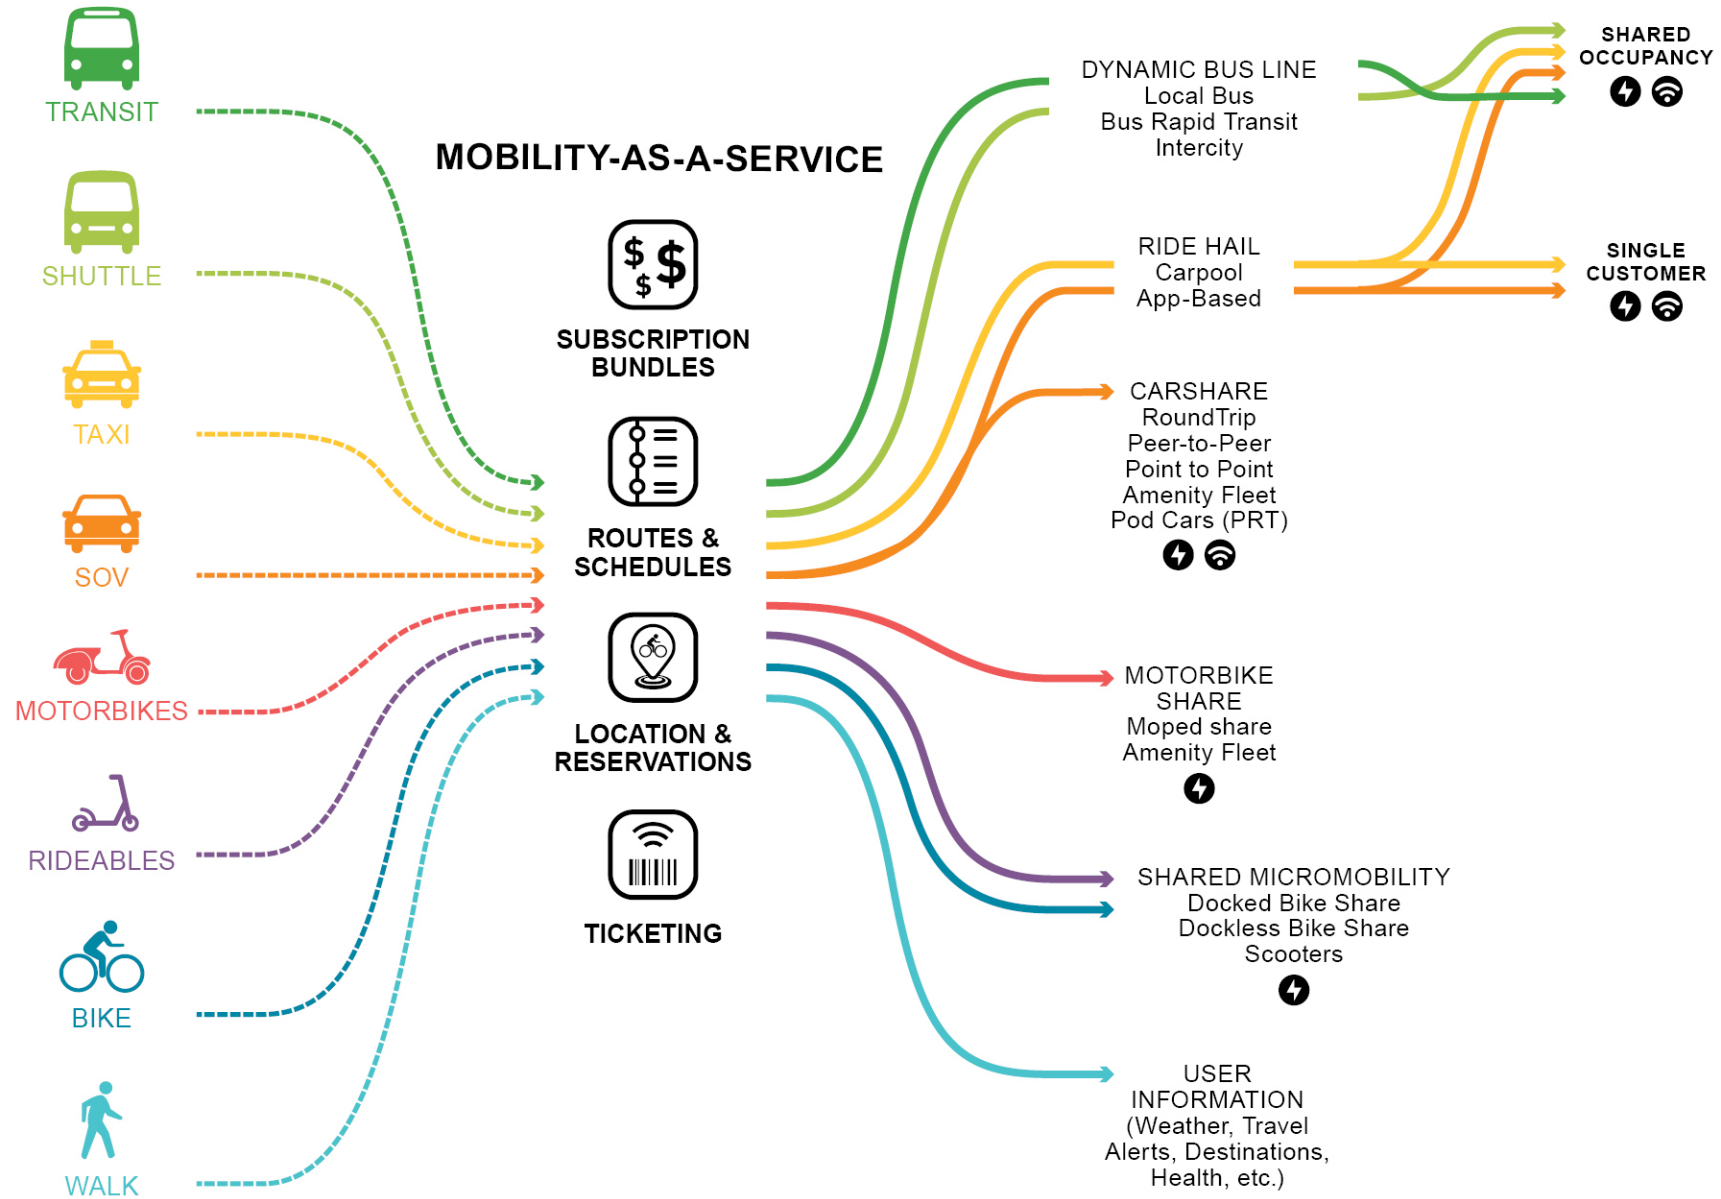 TRANSIT
SHUTTLE
TAXI
SOV
MOTORBIKES
RIDEABLES
BIKE
WALK
MOBILITY-AS-A-SERVICE
$ $ $
SUBSCRIPTION
BUNDLES
ROUTES &
SCHEDULES
LOCATION &
RESERVATIONS
TICKETING
DYNAMIC BUS LINE
Local Bus
Bus Rapid Transit
Intercity
RIDE HAIL
Carpool
App-Based
CARSHARE
RoundTrip
Peer-to-Peer
Point to Point
Amenity Fleet
Pod Cars (PRT)
MOTORBIKE
SHARE
Moped share
Amenity Fleet
SHARED MICROMOBILITY
Docked Bike Share
Dockless Bike Share
Scooters
USER
INFORMATION
(Weather, Travel
Alerts, Destinations,
Health, etc.)
SHARED
OCCUPANCY
SINGLE
CUSTOMER